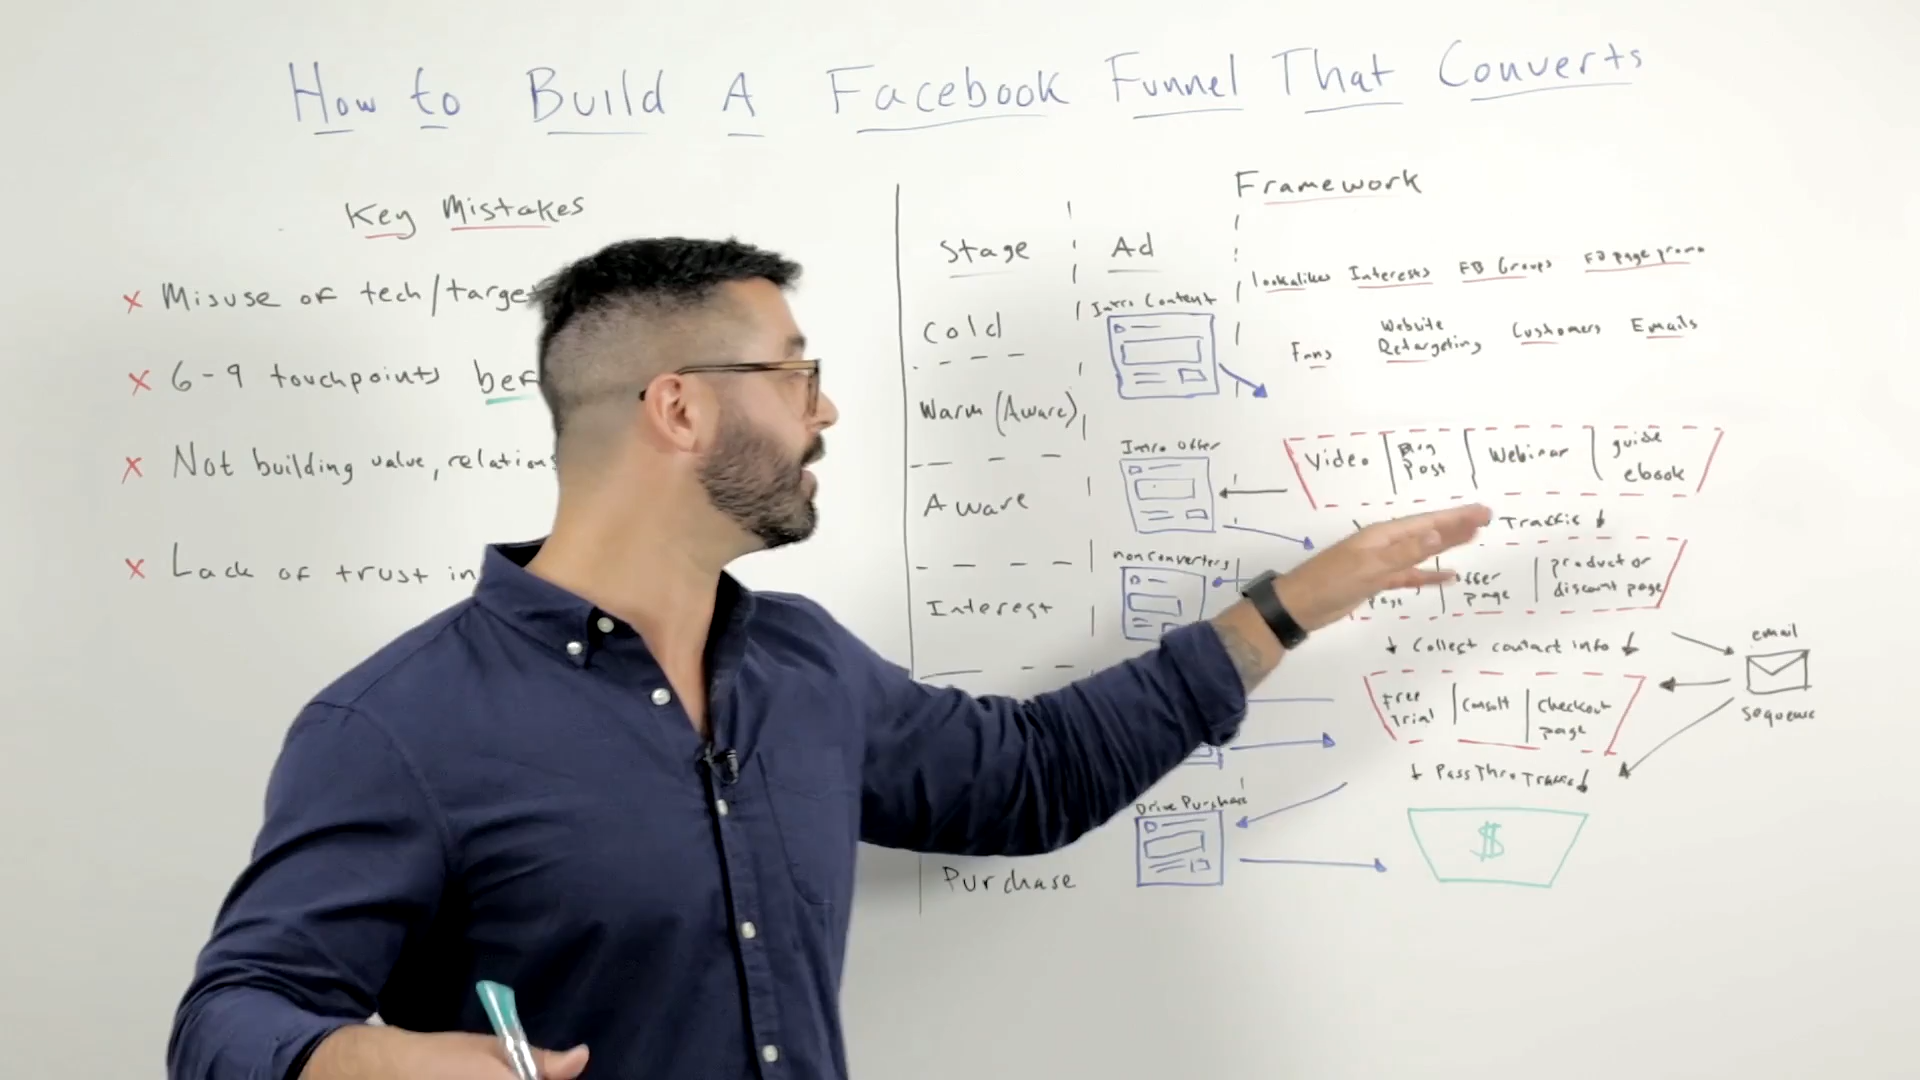 How to Build A Facebook Funnel That Converts
Key Mistakes
x Misuse of tech/target
x 6-9 touchpoints bef
x Not building value, relations
x Lack of trust in
Framework
Stage
Ad
Cold
Warm (Aware)
Aware
Interest
Purchase
Intro Content
Intro offer
nonconverters
Drive Purchase
lookalikes Interests FB Groups FB page promo
Fans Website Retargeting Customers Emails
Video
Blog Post
Webinar
guide ebook
Traffic
page
offer page
product or discount page
Collect contact info
Free Trial
Consult
Checkout page
email
sequence
Pass Thro Traffic
$